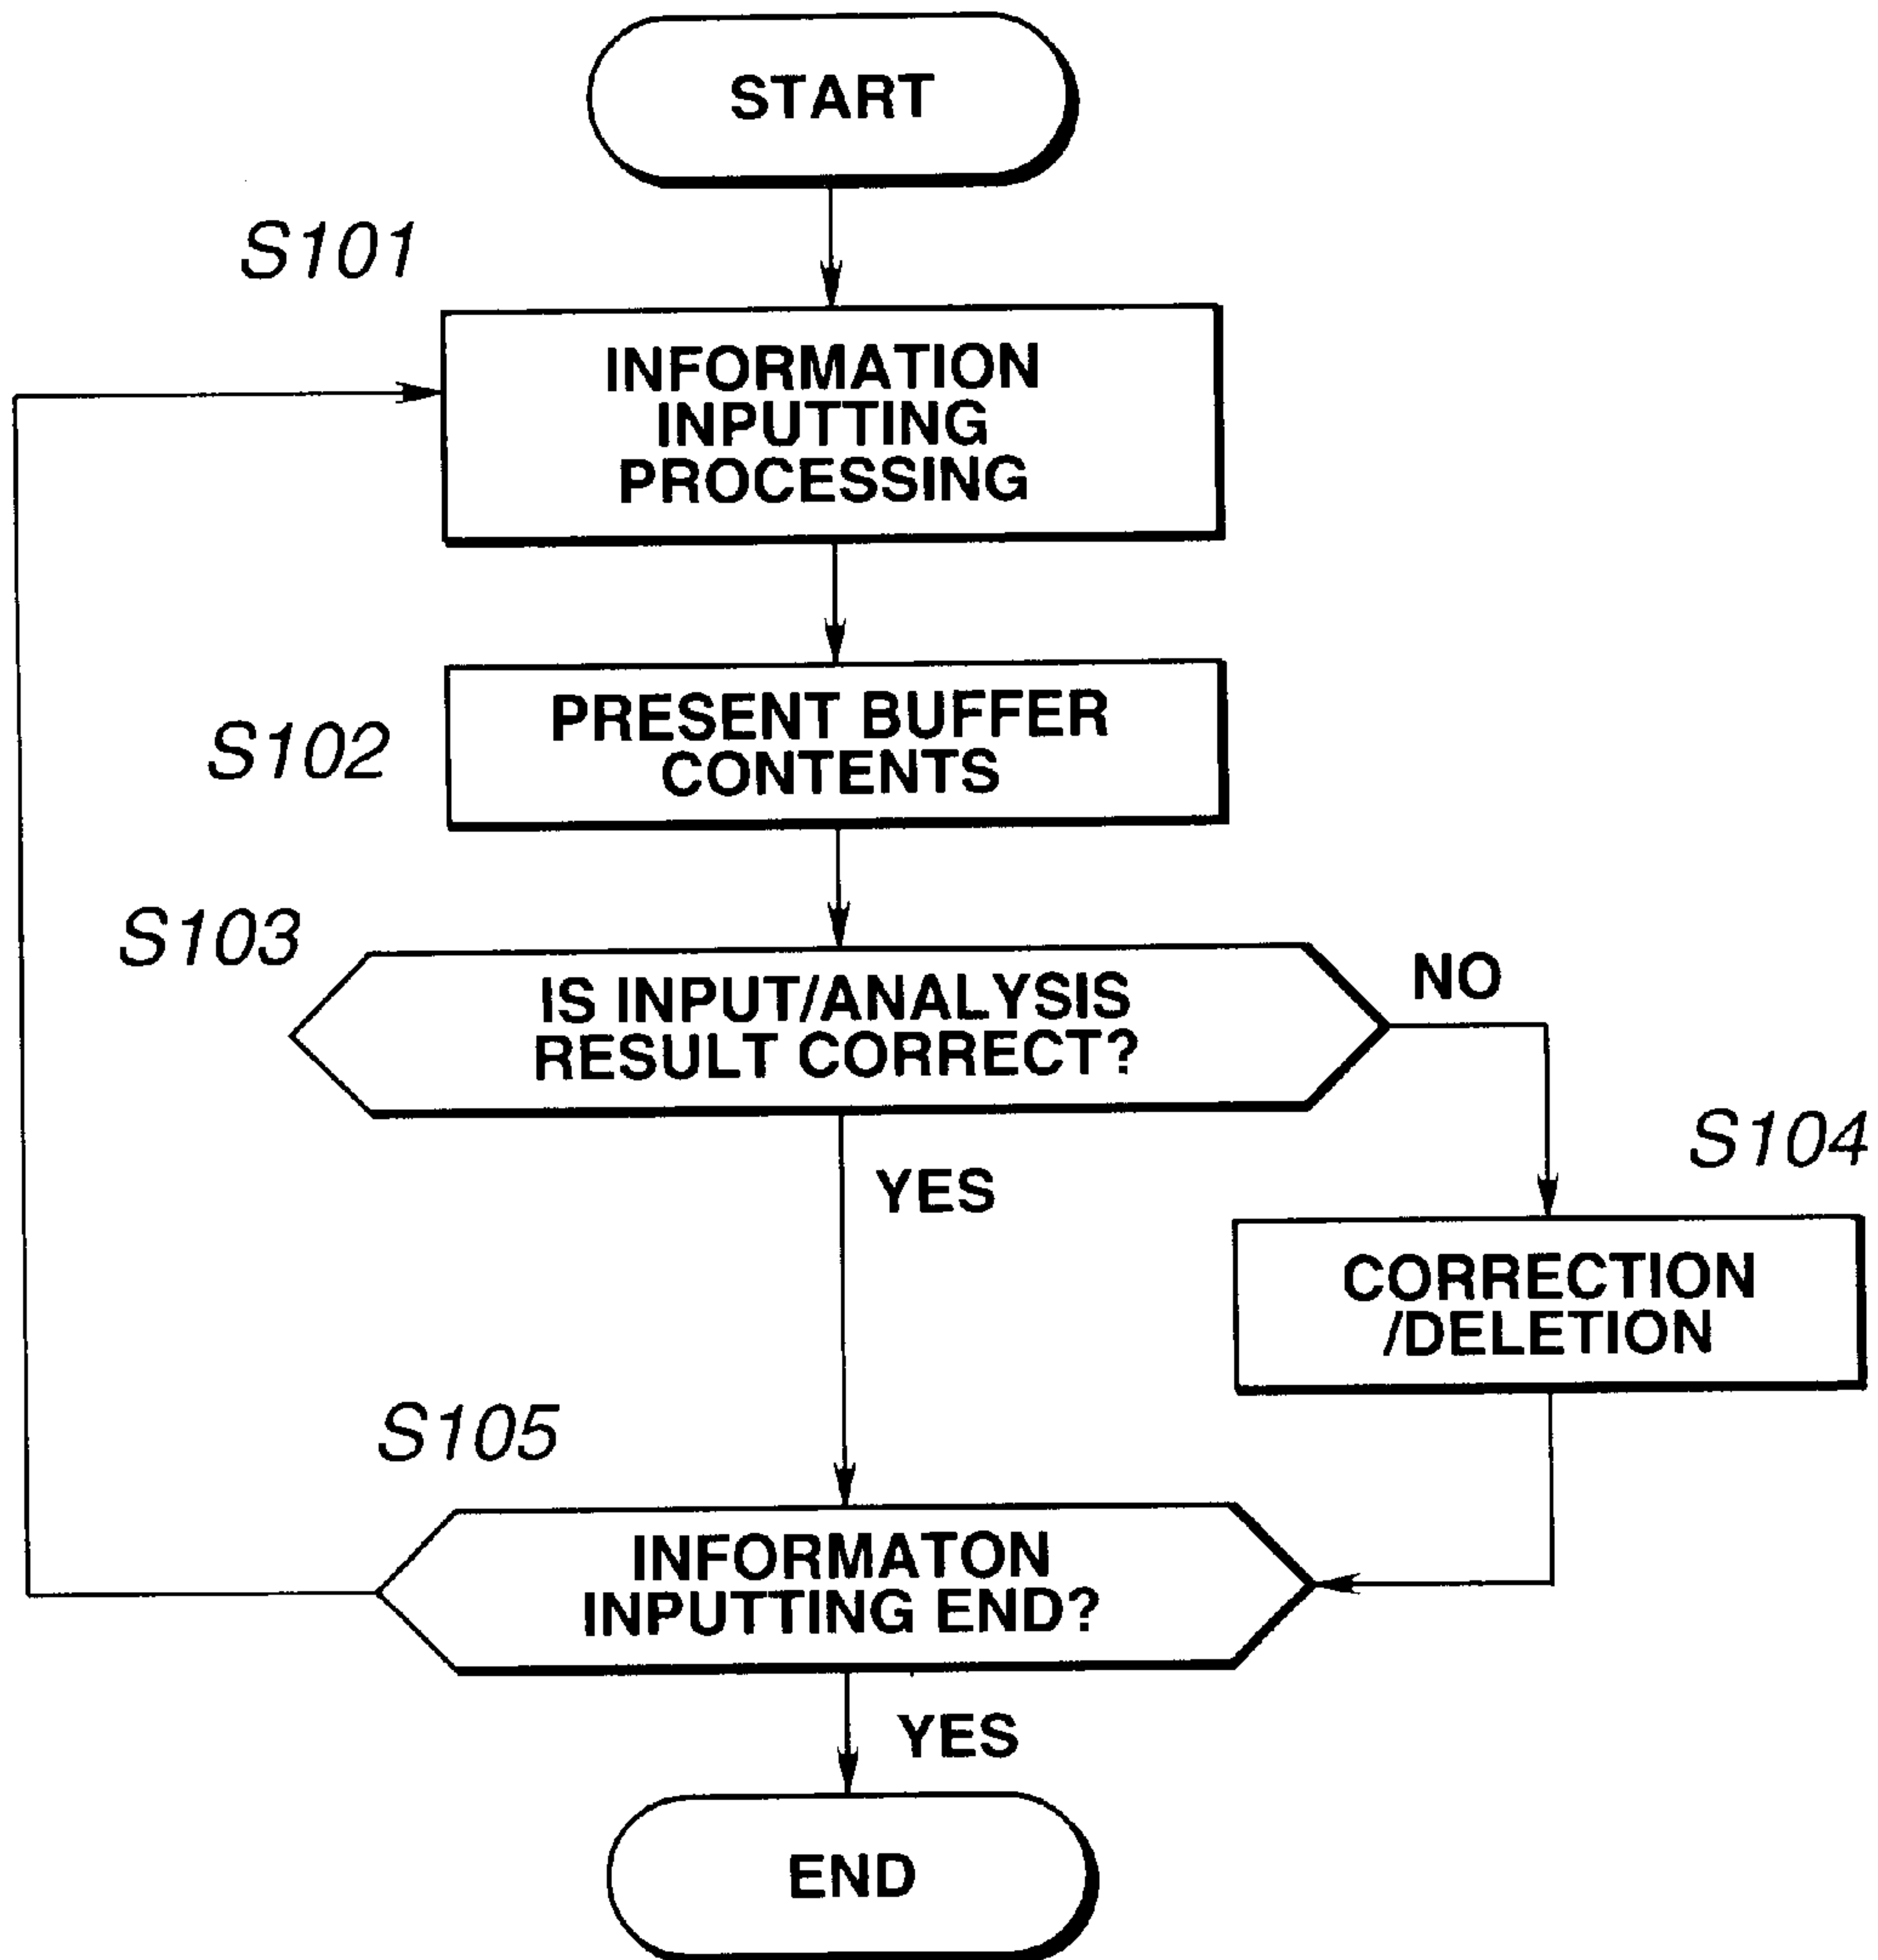 START
S101
INFORMATION
INPUTTING
PROCESSING
S102
PRESENT BUFFER
CONTENTS
S103
IS INPUT/ANALYSIS
RESULT CORRECT?
NO
YES
S104
CORRECTION
/DELETION
S105
INFORMATON
INPUTTING END?
YES
END